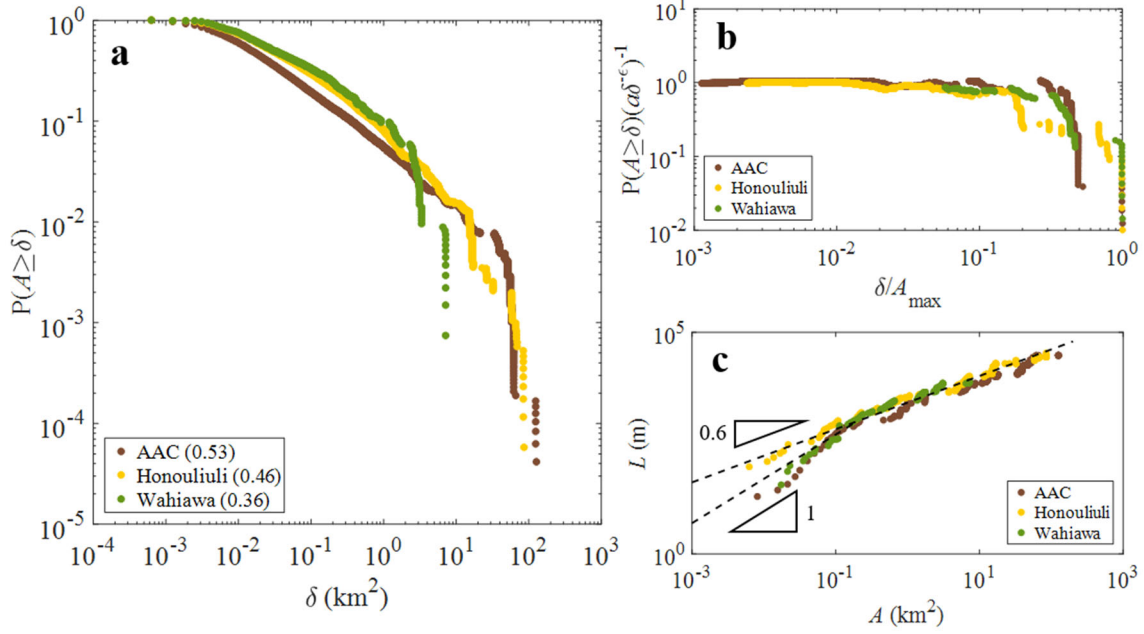 a
P(A≥δ)
10^0
10^-1
10^-2
10^-3
10^-4
10^-5
AAC (0.53)
Honouliuli (0.46)
Wahiawa (0.36)
10^-4
10^-3
10^-2
10^-1
10^0
10^1
10^2
10^3
δ (km^2)
b
P(A≥δ)(aδ^-ϵ)^-1
10^1
10^0
10^-1
10^-2
AAC
Honouliuli
Wahiawa
10^-3
10^-2
10^-1
10^0
δ/A_max
c
L (m)
10^5
10^0
0.6
1
AAC
Honouliuli
Wahiawa
10^-3
10^-1
10^1
10^3
A (km^2)